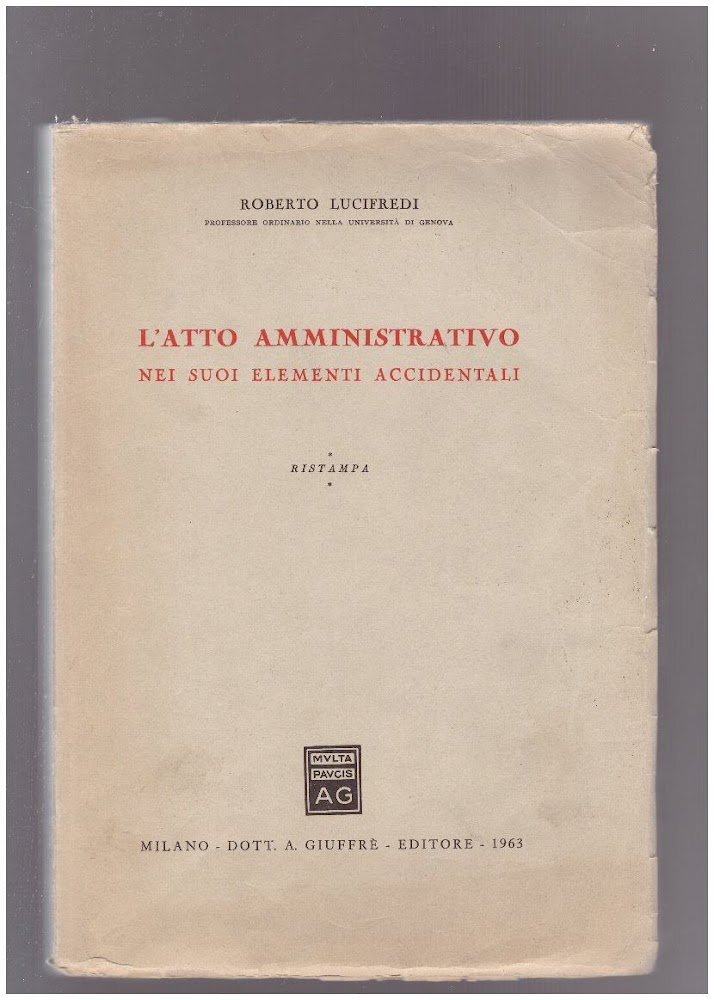 ROBERTO LUCIFREDI
PROFESSORE ORDINARIO NELLA UNIVERSITÀ DI GENOVA
L'ATTO AMMINISTRATIVO
NEI SUOI ELEMENTI ACCIDENTALI
*
RISTAMPA
*
MVLTA
PAVCIS
AG
MILANO - DOTT. A. GIUFFRÈ - EDITORE - 1963